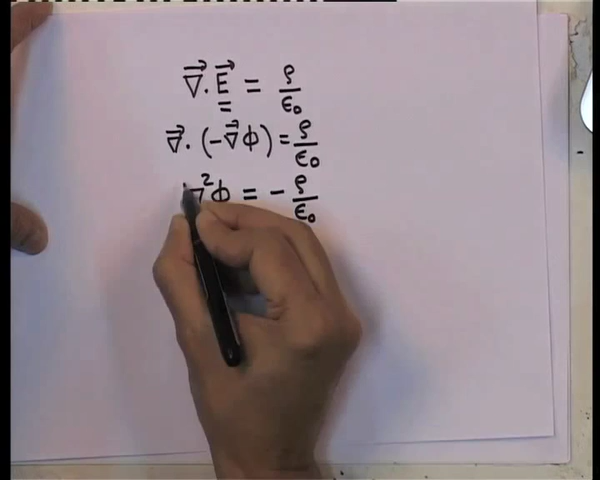 ∇⃗. E⃗ = ρ/ε₀
∇⃗. (-∇⃗ϕ) = ρ/ε₀
∇²ϕ = - ρ/ε₀